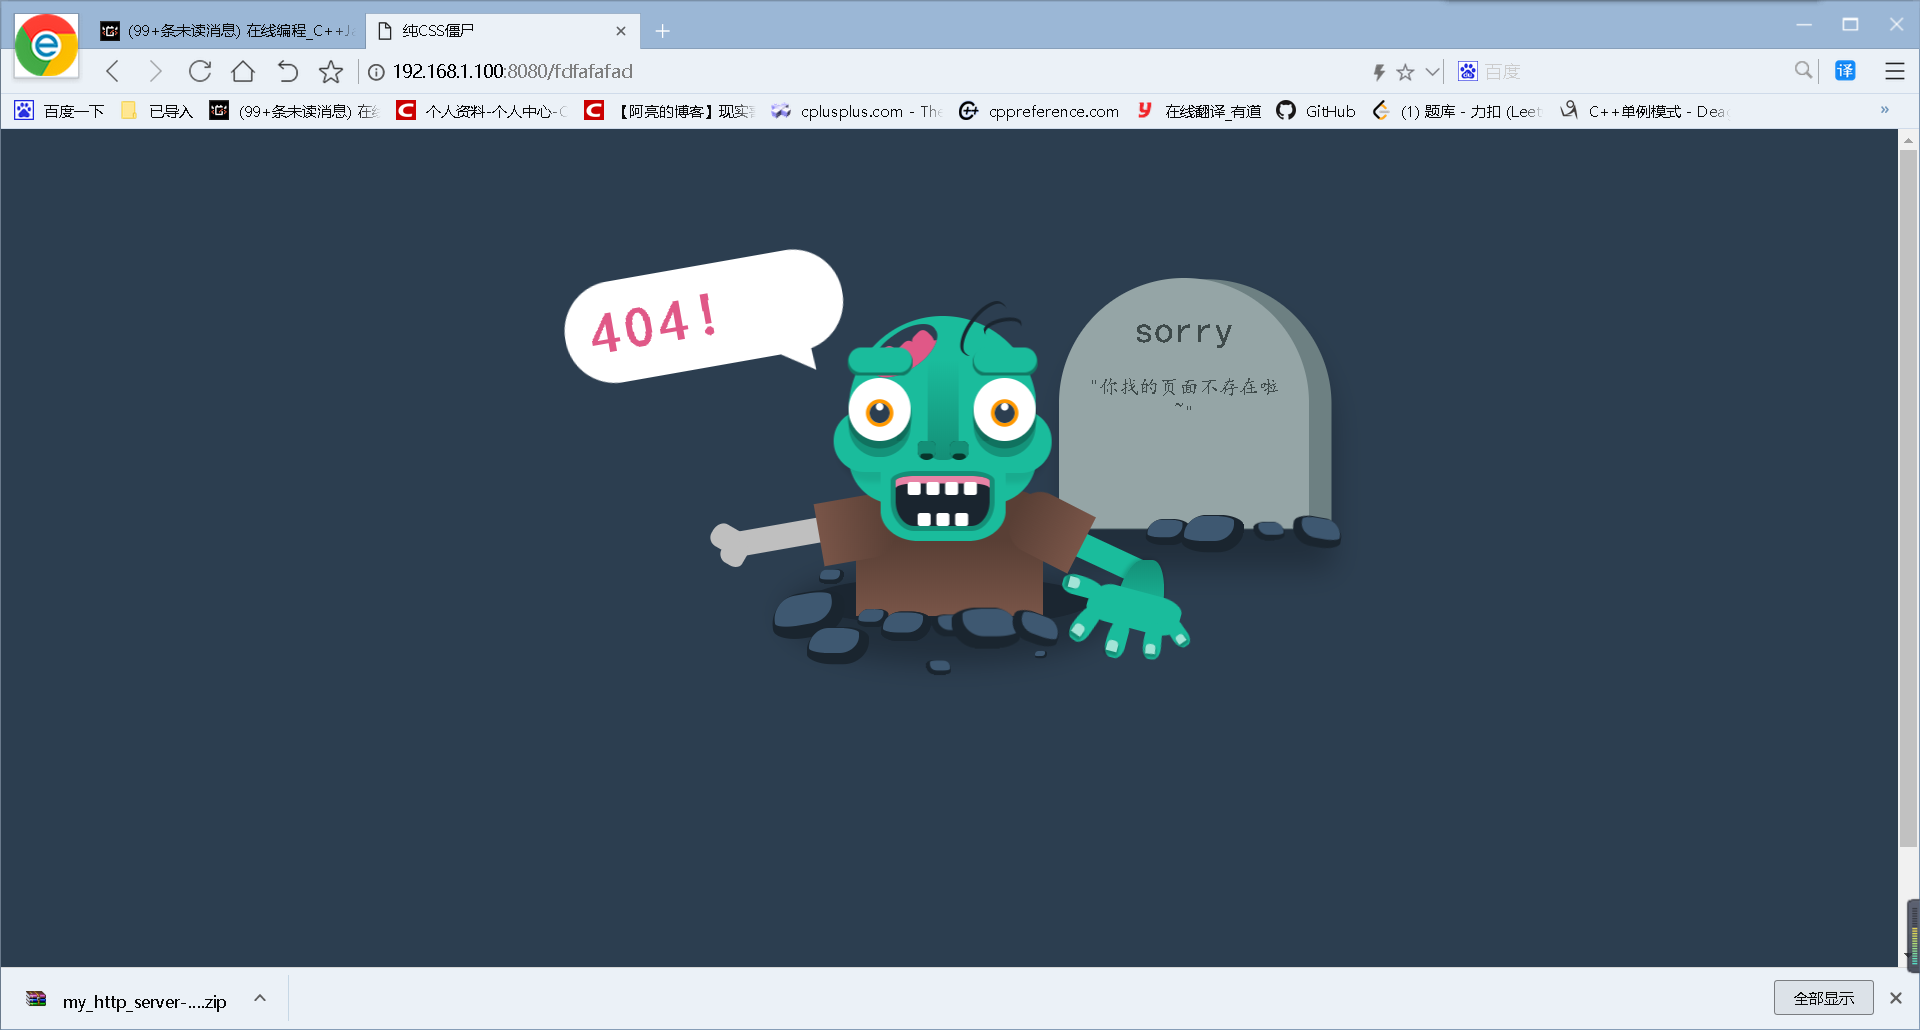 (99+条未读消息) 在线编程_C++J
纯CSS僵尸
192.168.1.100:8080/fdfafafad
百度
译
百度一下
已导入
(99+条未读消息) 在线
个人资料-个人中心-C
【阿亮的博客】现实
cplusplus.com - The
cppreference.com
在线翻译_有道
GitHub
(1) 题库 - 力扣 (Leet
C++单例模式 - Dea
404!
sorry
"你找的页面不存在啦
~"
my_http_server-....zip
全部显示